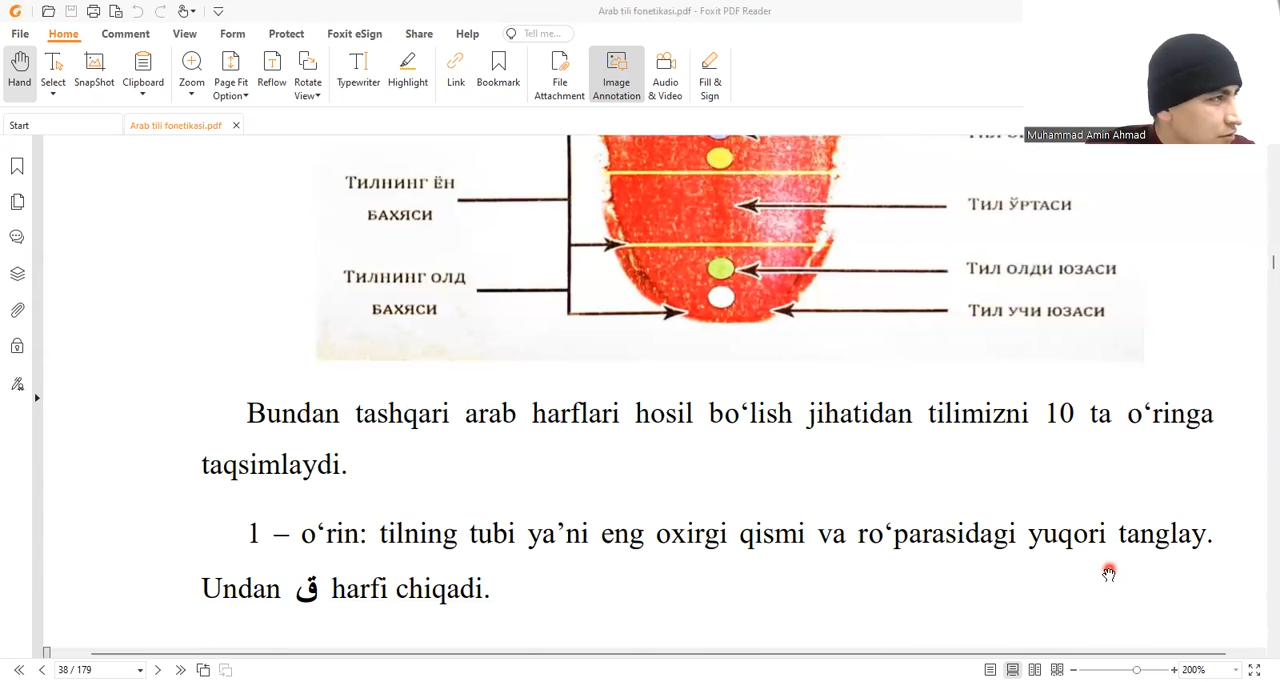 Arab tili fonetikasi.pdf - Foxit PDF Reader
File Home Comment View Form Protect Foxit eSign Share Help Tell me...
Hand Select SnapShot Clipboard Zoom Page Fit Option Reflow Rotate View Typewriter Highlight Link Bookmark File Attachment Image Annotation Audio & Video Fill & Sign
Muhammad Amin Ahmad
Start Arab tili fonetikasi.pdf
ТИЛНИНГ ЁН
БАХЯСИ
ТИЛ ЎРТАСИ
ТИЛНИНГ ОЛД
БАХЯСИ
ТИЛ ОЛДИ ЮЗАСИ
ТИЛ УЧИ ЮЗАСИ
Bundan tashqari arab harflari hosil bo‘lish jihatidan tilimizni 10 ta o‘ringa
taqsimlaydi.
1 – o‘rin: tilning tubi ya’ni eng oxirgi qismi va ro‘parasidagi yuqori tanglay.
Undan ق harfi chiqadi.
38 / 179
200%